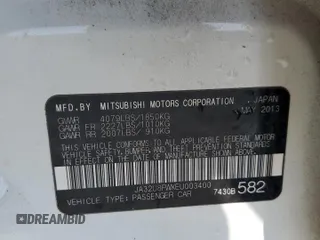 MFD.BY MITSUBISHI MOTORS CORPORATION, JAPAN
GVWR 4079LBS/1850KG MAY 2013
GAWR FR 2227LBS/1010KG
GAWR RR 2007LBS/ 910KG
THIS VEHICLE CONFORMS TO ALL APPLICABLE
FEDERAL MOTOR VEHICLE SAFETY, BUMPER, AND
THEFT PREVENTION STANDARDS IN EFFECT ON
THE DATE OF MANUFACTURE SHOWN ABOVE.
7430B 582
VEHICLE TYPE: PASSENGER CAR